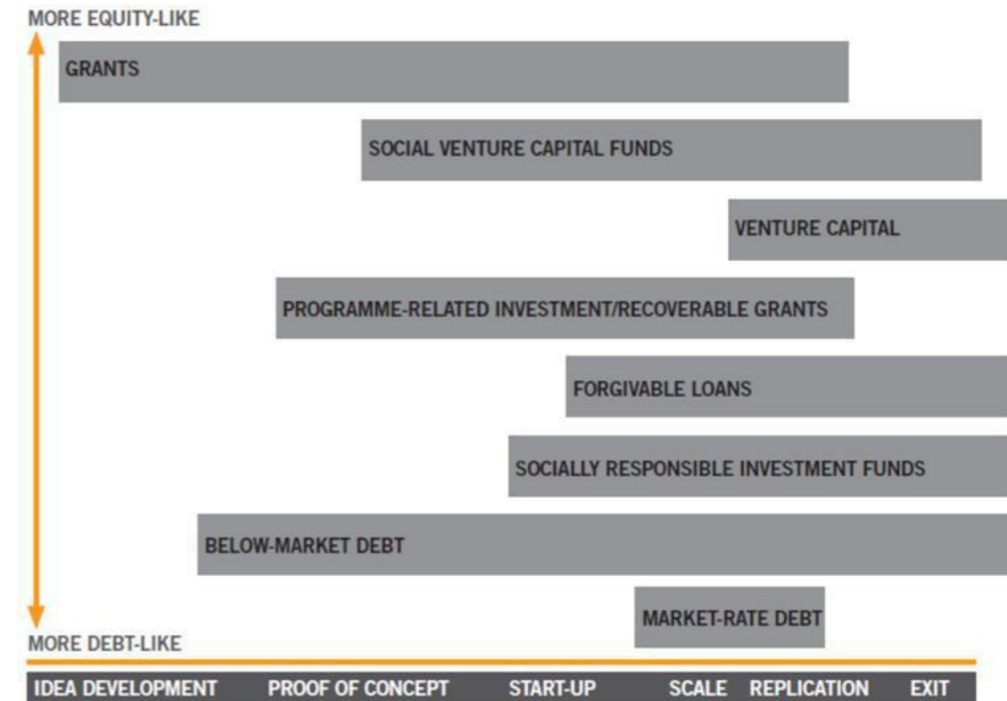 MORE EQUITY-LIKE
GRANTS
SOCIAL VENTURE CAPITAL FUNDS
VENTURE CAPITAL
PROGRAMME-RELATED INVESTMENT/RECOVERABLE GRANTS
FORGIVABLE LOANS
SOCIALLY RESPONSIBLE INVESTMENT FUNDS
BELOW-MARKET DEBT
MARKET-RATE DEBT
MORE DEBT-LIKE
IDEA DEVELOPMENT PROOF OF CONCEPT START-UP SCALE REPLICATION EXIT